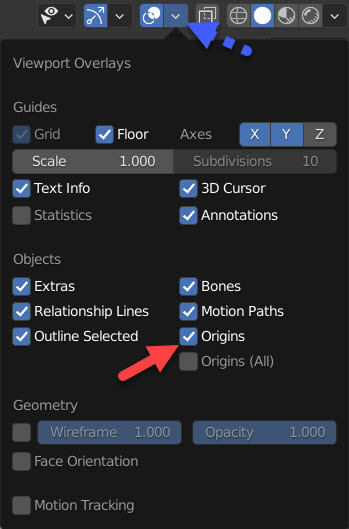 Viewport Overlays
Guides
Grid Floor Axes X Y Z
Scale 1.000 Subdivisions 10
Text Info 3D Cursor
Statistics Annotations
Objects
Extras Bones
Relationship Lines Motion Paths
Outline Selected Origins
Origins (All)
Geometry
Wireframe 1.000 Opacity 1.000
Face Orientation
Motion Tracking